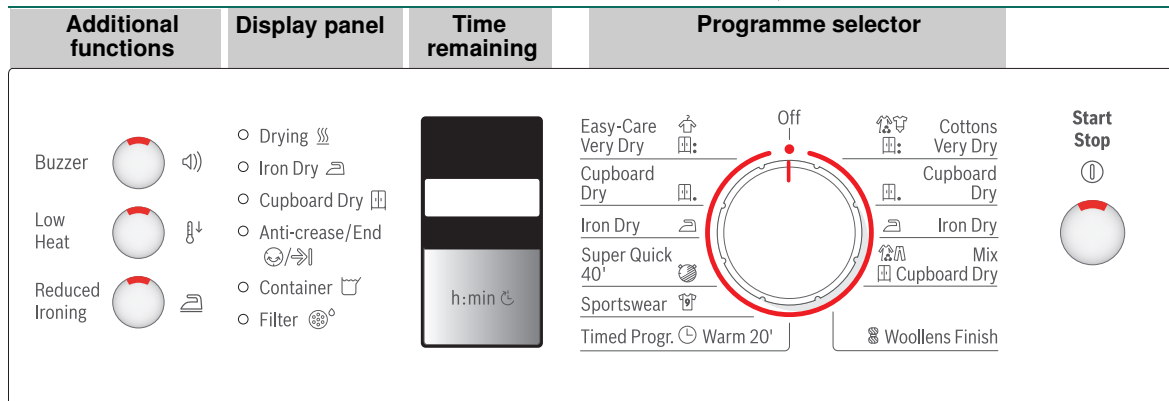 Additional
functions
Display panel
Time
remaining
Programme selector
Buzzer
Low
Heat
Reduced
Ironing
Drying
Iron Dry
Cupboard Dry
Anti-crease/End
/
Container
Filter
h:min
Off
Easy-Care
Very Dry
Cupboard
Dry
Iron Dry
Super Quick
40'
Sportswear
9
Timed Progr. Warm 20'
Cottons
Very Dry
Cupboard
Dry
Iron Dry
Mix
Cupboard Dry
Woollens Finish
Start
Stop